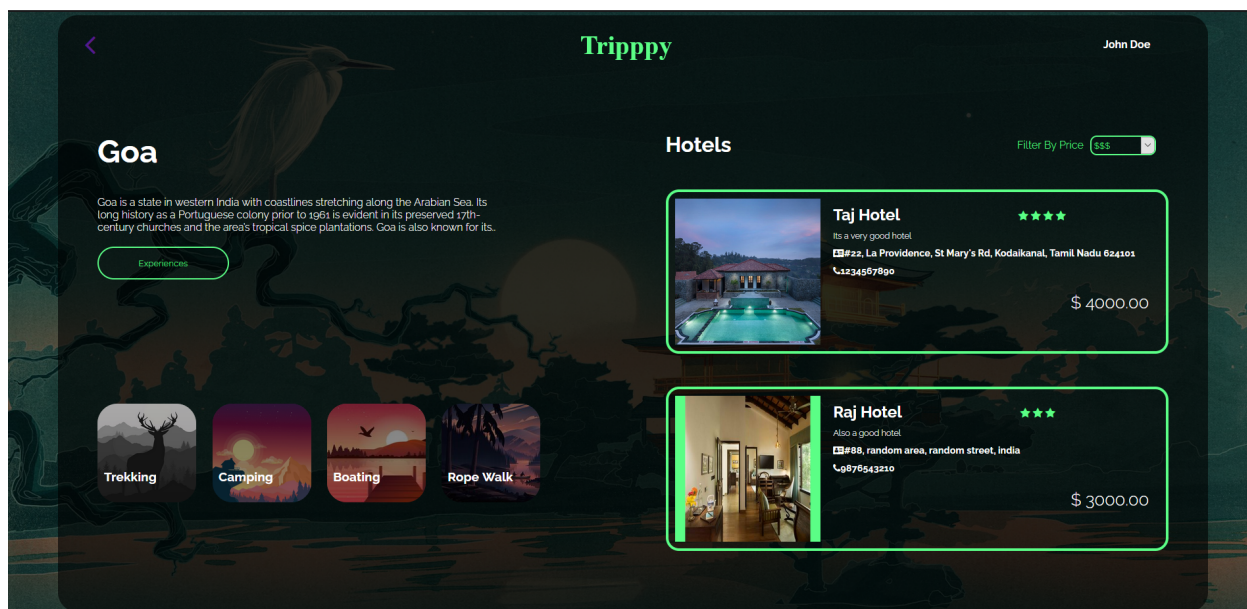 Tripppy
John Doe
Goa
Goa is a state in western India with coastlines stretching along the Arabian Sea. Its
long history as a Portuguese colony prior to 1961 is evident in its preserved 17th-
century churches and the area's tropical spice plantations. Goa is also known for its..
Experiences
Trekking
Camping
Boating
Rope Walk
Hotels
Filter By Price
$$$
Taj Hotel
Its a very good hotel
#22, La Providence, St Mary's Rd, Kodaikanal, Tamil Nadu 624101
1234567890
$ 4000.00
Raj Hotel
Also a good hotel
#88, random area, random street, india
9876543210
$ 3000.00